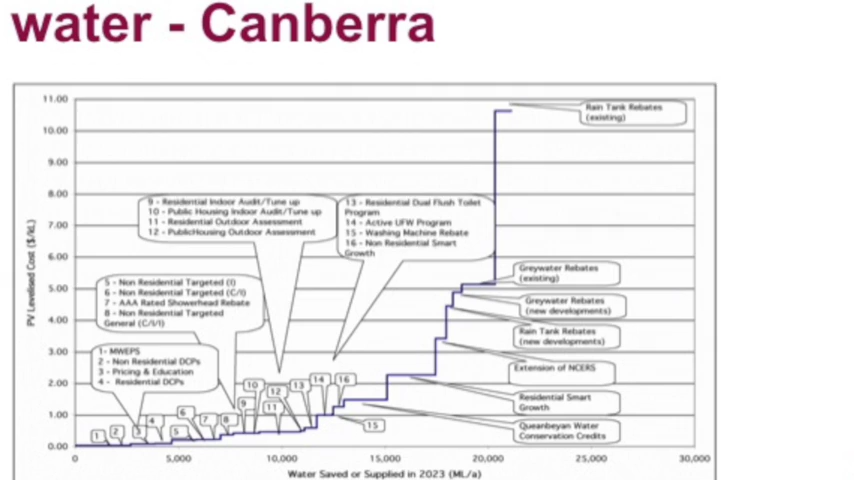 water - Canberra
11.00
10.00
9.00
8.00
7.00
6.00
5.00
4.00
3.00
2.00
1.00
0.00
PV Levelised Cost ($/kL)
0
5,000
10,000
15,000
20,000
25,000
30,000
Water Saved or Supplied in 2023 (ML/a)
1- MWEPS
2 - Non Residential DCPs
3 - Pricing & Education
4 - Residential DCPs
5 - Non Residential Targeted (I)
6 - Non Residential Targeted (C/I)
7 - AAA Rated Showerhead Rebate
8 - Non Residential Targeted
General (C/I/I)
9 - Residential Indoor Audit/Tune up
10 - Public Housing Indoor Audit/Tune up
11 - Residential Outdoor Assessment
12 - PublicHousing Outdoor Assessment
13 - Residential Dual Flush Toilet
Program
14 - Active UFW Program
15 - Washing Machine Rebate
16 - Non Residential Smart
Growth
Rain Tank Rebates
(existing)
Greywater Rebates
(existing)
Greywater Rebates
(new developments)
Rain Tank Rebates
(new developments)
Extension of NCERS
Residential Smart
Growth
Queanbeyan Water
Conservation Credits
1
2
3
4
5
6
7
8
9
10
11
12
13
14
15
16